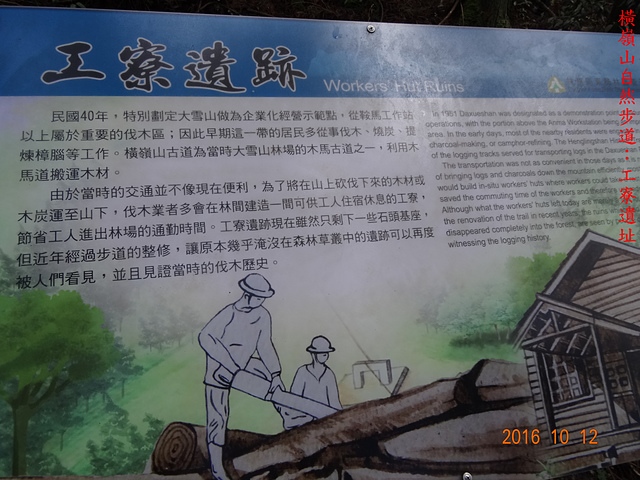 工寮遺跡
Workers' Hut Ruins
民國40年，特別劃定大雪山做為企業化經營示範點，從鞍馬工作站
以上屬於重要的伐木區；因此早期這一帶的居民多從事伐木、燒炭、提
煉樟腦等工作。橫嶺山古道為當時大雪山林場的木馬古道之一，利用木
馬道搬運木材。
由於當時的交通並不像現在便利，為了將在山上砍伐下來的木材或
木炭運至山下，伐木業者多會在林間建造一間可供工人住宿休息的工寮，
節省工人進出林場的通勤時間。工寮遺跡現在雖然只剩下一些石頭基座，
但近年經過步道的整修，讓原本幾乎淹沒在森林草叢中的遺跡可以再度
被人們看見，並且見證當時的伐木歷史。
In 1951 Daxueshan was designated as a demonstration
operations, with the portion above the Anma Workstation being
area. In the early days, most of the nearby residents were
charcoal-making, or camphor-refining. The Henglingshan
of the logging tracks served for transporting logs in the Daxueshan
The transportation was not as convenient in those days as
of bringing logs and charcoals down the mountain
would build in-situ workers' huts where workers could
saved the commuting time of the workers and therefore
Although what the workers' huts left today are
the renovation of the trail in recent years, the ruins
disappeared completely into the forest, are seen by
witnessing the logging history.
橫嶺山自然步道：工寮遺址
2016 10 12